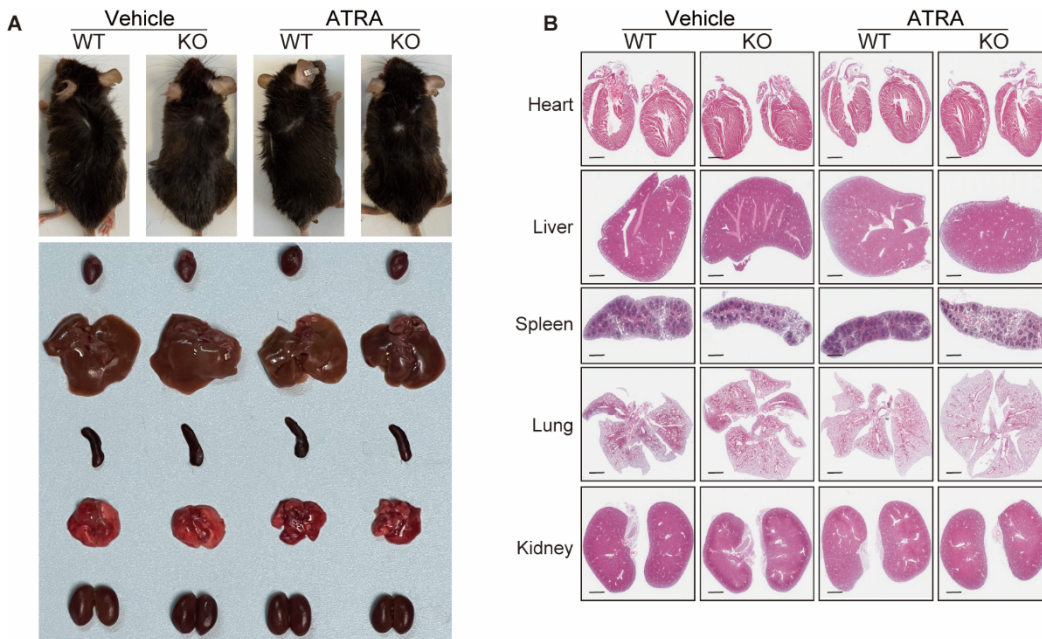 A
Vehicle ATRA
WT KO WT KO
B
Vehicle ATRA
WT KO WT KO
Heart
Liver
Spleen
Lung
Kidney